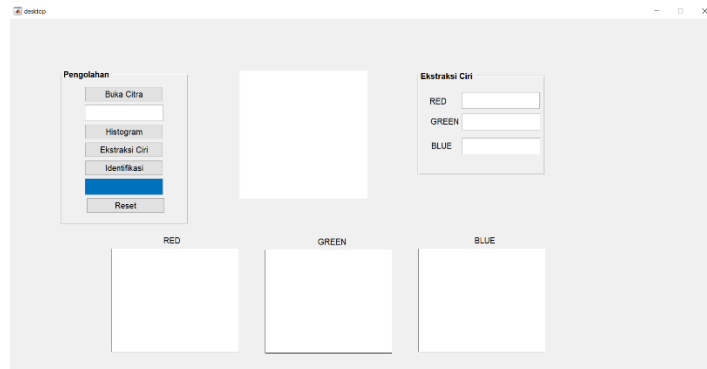 desktop
Pengolahan
Buka Citra
Histogram
Ekstraksi Ciri
Identifikasi
Reset
Ekstraksi Ciri
RED
GREEN
BLUE
RED
GREEN
BLUE